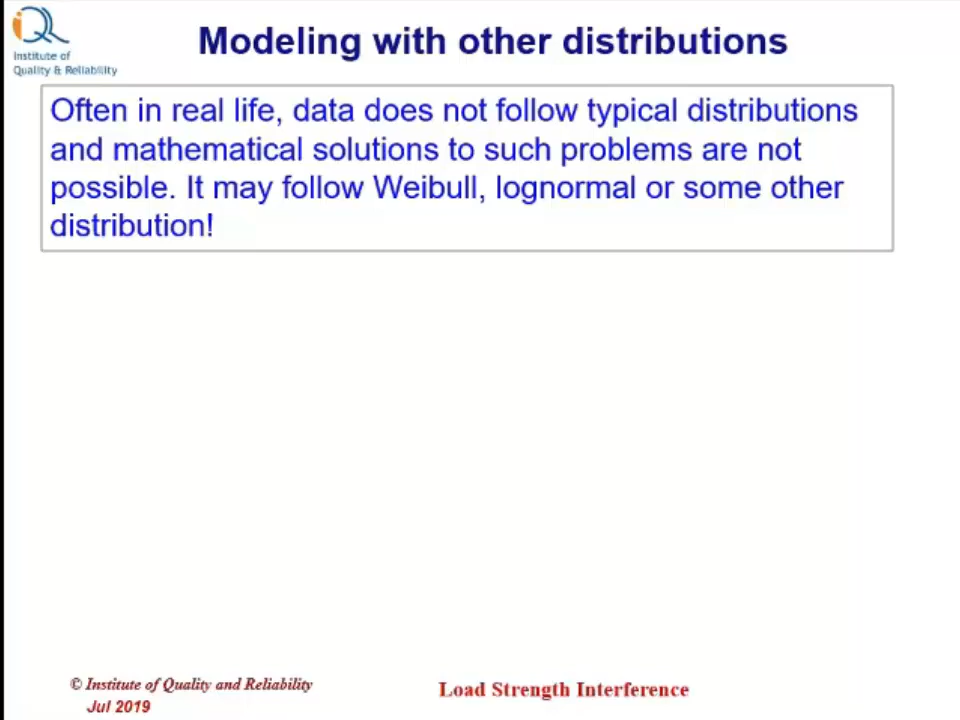 Institute of
Quality & Reliability
Modeling with other distributions
Often in real life, data does not follow typical distributions
and mathematical solutions to such problems are not
possible. It may follow Weibull, lognormal or some other
distribution!
© Institute of Quality and Reliability
Jul 2019
Load Strength Interference